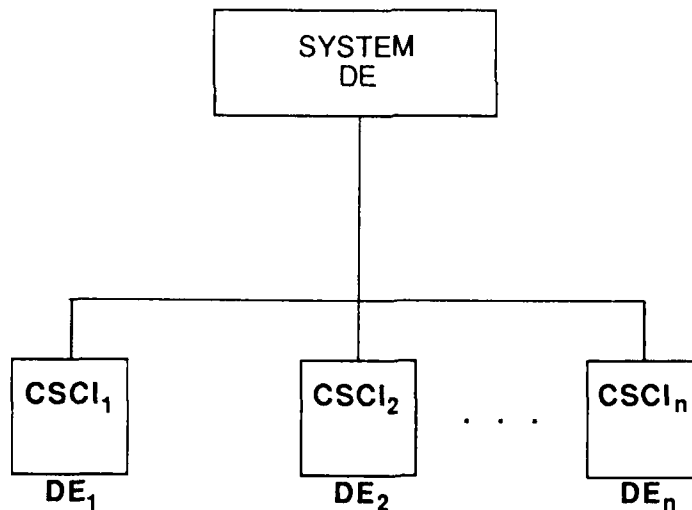 SYSTEM
DE
CSCI₁
CSCI₂
. . .
CSCIₙ
DE₁
DE₂
DEₙ